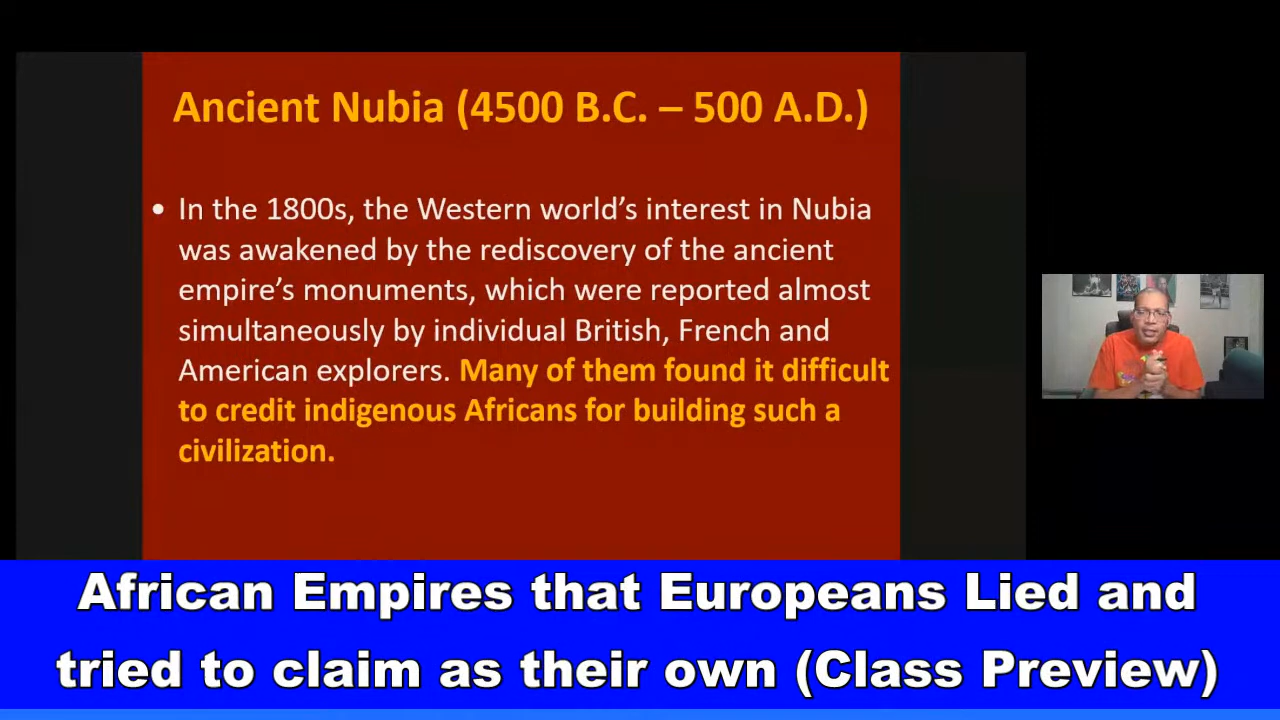 Ancient Nubia (4500 B.C. – 500 A.D.)
• In the 1800s, the Western world’s interest in Nubia
was awakened by the rediscovery of the ancient
empire’s monuments, which were reported almost
simultaneously by individual British, French and
American explorers. Many of them found it difficult
to credit indigenous Africans for building such a
civilization.
African Empires that Europeans Lied and
tried to claim as their own (Class Preview)